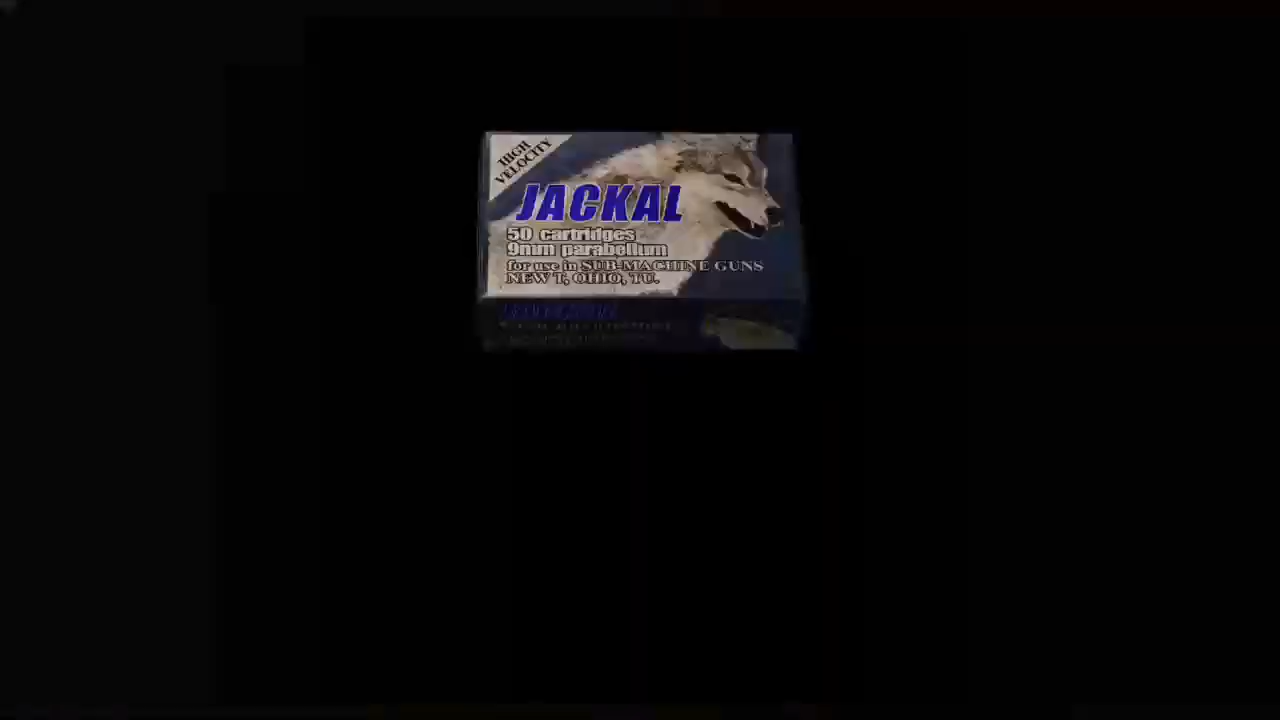 HIGH
VELOCITY
JACKAL
50 cartridges
9mm parabellum
for use in SUB-MACHINE GUNS
NEW T, OHIO, TU.